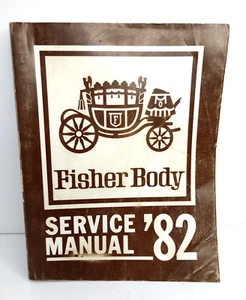 Fisher Body
SERVICE
MANUAL '82